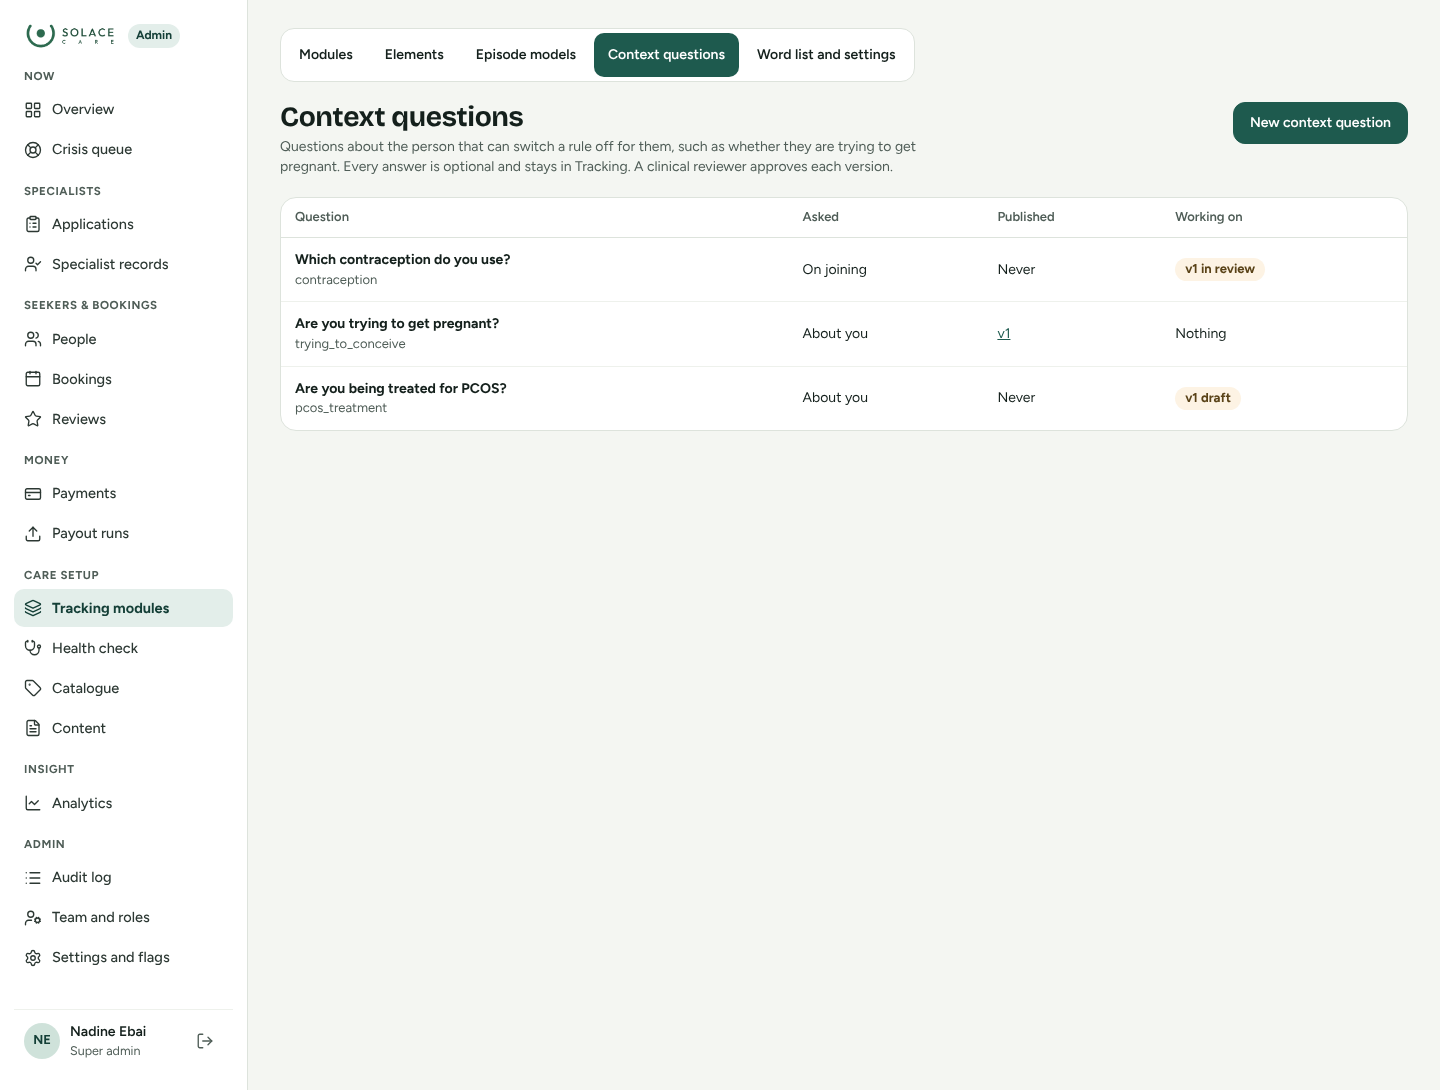 SOLACE
CARE
Admin
NOW
Overview
Crisis queue
SPECIALISTS
Applications
Specialist records
SEEKERS & BOOKINGS
People
Bookings
Reviews
MONEY
Payments
Payout runs
CARE SETUP
Tracking modules
Health check
Catalogue
Content
INSIGHT
Analytics
ADMIN
Audit log
Team and roles
Settings and flags
NE
Nadine Ebai
Super admin
Modules Elements Episode models Context questions Word list and settings
Context questions
New context question
Questions about the person that can switch a rule off for them, such as whether they are trying to get
pregnant. Every answer is optional and stays in Tracking. A clinical reviewer approves each version.
Question Asked Published Working on
Which contraception do you use?
contraception
On joining Never v1 in review
Are you trying to get pregnant?
trying_to_conceive
About you v1 Nothing
Are you being treated for PCOS?
pcos_treatment
About you Never v1 draft